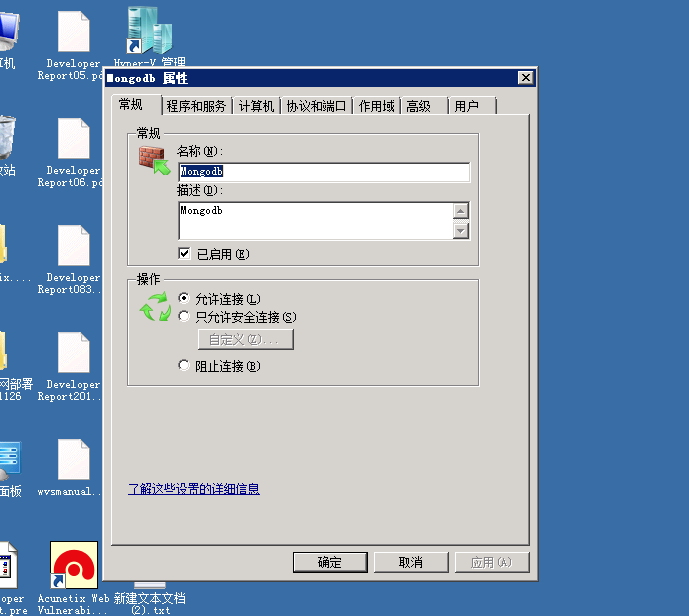 机
Developer
Report05.pd
Hyper-V 管理
Mongodb 属性
常规
程序和服务
计算机
协议和端口
作用域
高级
用户
常规
名称(N):
Mongodb
描述(D):
Mongodb
已启用(E)
操作
允许连接(L)
只允许安全连接(S)
自定义(Z)...
阻止连接(B)
了解这些设置的详细信息
确定
取消
应用(A)
站
Developer
Report06.pd
ix....
Developer
Report083..
网部署
1126
Developer
Report201..
面板
wvsmanual..
oper
t.pre
Acunetix Web
Vulnerabi...
新建文本文档
(2).txt